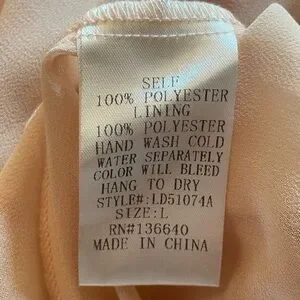 SELF
100% POLYESTER
LINING
100% POLYESTER
HAND WASH COLD
WATER SEPARATELY
COLOR WILL BLEED
HANG TO DRY
STYLE#:LD51074A
SIZE:L
RN#136640
MADE IN CHINA